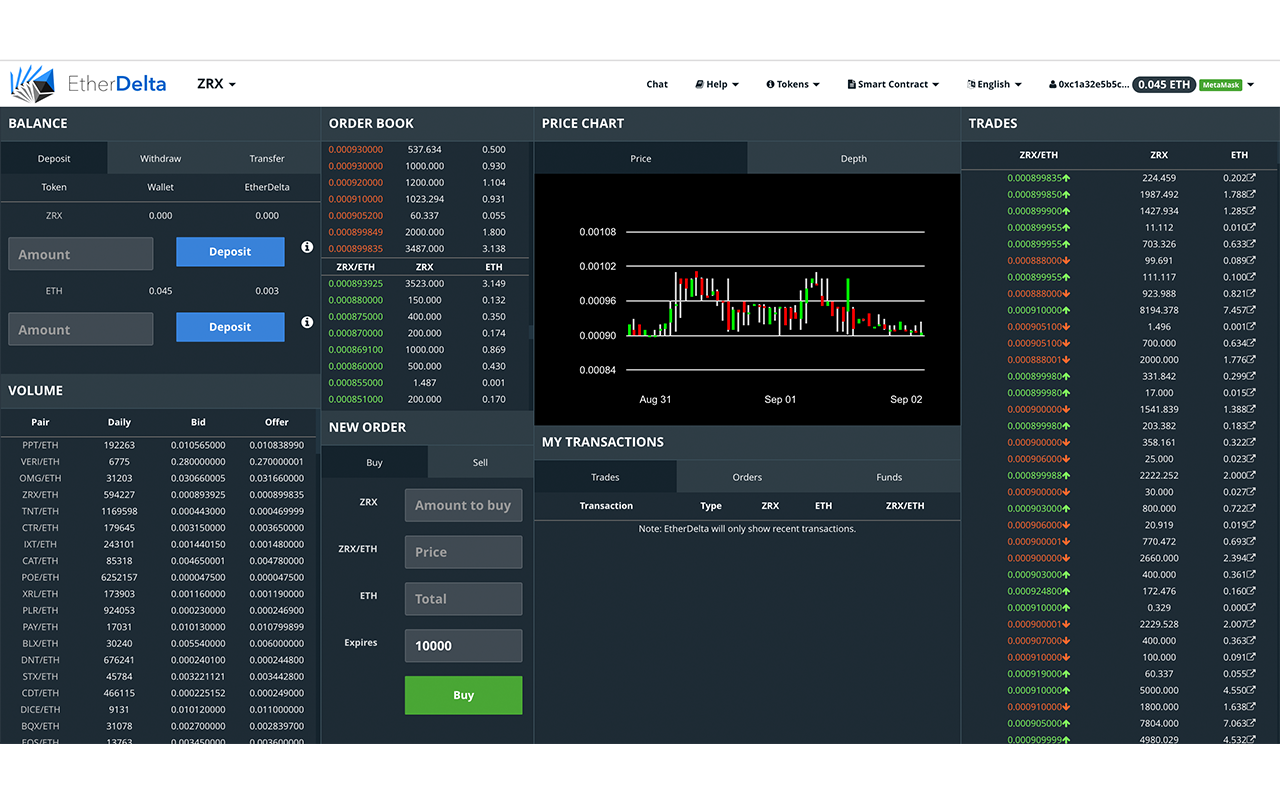 EtherDelta
ZRX
Chat
Help
Tokens
Smart Contract
English
0xc1a32e5b5c...
0.045 ETH
MetaMask
BALANCE
Deposit Withdraw Transfer
Token Wallet EtherDelta
ZRX 0.000 0.000
Amount Deposit
ETH 0.045 0.003
Amount Deposit
VOLUME
Pair Daily Bid Offer
PPT/ETH 192263 0.010565000 0.010838990
VERI/ETH 6775 0.280000000 0.270000001
OMG/ETH 31203 0.030660005 0.031660000
ZRX/ETH 594227 0.000893925 0.000899835
TNT/ETH 1169598 0.000443000 0.000469999
CTR/ETH 179645 0.003150000 0.003650000
IXT/ETH 243101 0.001440150 0.001480000
CAT/ETH 85318 0.004650001 0.004780000
POE/ETH 6252157 0.000047500 0.000047500
XRL/ETH 173903 0.001160000 0.001190000
PLR/ETH 924053 0.000230000 0.000246900
PAY/ETH 17031 0.010130000 0.010799899
BLX/ETH 30240 0.005540000 0.006000000
DNT/ETH 676241 0.000240100 0.000244800
STX/ETH 45784 0.003221121 0.003442800
CDT/ETH 466115 0.000225152 0.000249000
DICE/ETH 9131 0.010120000 0.011000000
BQX/ETH 31078 0.002700000 0.002839700
EOS/ETH 13763 0.003450000 0.003600000
ORDER BOOK
0.000930000 537.634 0.500
0.000930000 1000.000 0.930
0.000920000 1200.000 1.104
0.000910000 1023.294 0.931
0.000905200 60.337 0.055
0.000899849 2000.000 1.800
0.000899835 3487.000 3.138
ZRX/ETH ZRX ETH
0.000893925 3523.000 3.149
0.000880000 150.000 0.132
0.000875000 400.000 0.350
0.000870000 200.000 0.174
0.000869100 1000.000 0.869
0.000860000 500.000 0.430
0.000855000 1.487 0.001
0.000851000 200.000 0.170
NEW ORDER
Buy Sell
ZRX Amount to buy
ZRX/ETH Price
ETH Total
Expires 10000
Buy
PRICE CHART
Price Depth
0.00108
0.00102
0.00096
0.00090
0.00084
Aug 31 Sep 01 Sep 02
MY TRANSACTIONS
Trades Orders Funds
Transaction Type ZRX ETH ZRX/ETH
Note: EtherDelta will only show recent transactions.
TRADES
ZRX/ETH ZRX ETH
0.000899835 224.459 0.202
0.000899850 1987.492 1.788
0.000899900 1427.934 1.285
0.000899955 11.112 0.010
0.000899955 703.326 0.633
0.000888000 99.691 0.089
0.000899955 111.117 0.100
0.000888000 923.988 0.821
0.000910000 8194.378 7.457
0.000905100 1.496 0.001
0.000905100 700.000 0.634
0.000888001 2000.000 1.776
0.000899980 331.842 0.299
0.000899980 17.000 0.015
0.000900000 1541.839 1.388
0.000899980 203.382 0.183
0.000900000 358.161 0.322
0.000906000 25.000 0.023
0.000899988 2222.252 2.000
0.000900000 30.000 0.027
0.000903000 800.000 0.722
0.000906000 20.919 0.019
0.000900001 770.472 0.693
0.000900000 2660.000 2.394
0.000903000 400.000 0.361
0.000924800 172.476 0.160
0.000910000 0.329 0.000
0.000900001 2229.528 2.007
0.000907000 400.000 0.363
0.000910000 100.000 0.091
0.000919000 60.337 0.055
0.000910000 5000.000 4.550
0.000910000 1800.000 1.638
0.000905000 7804.000 7.063
0.000909999 4980.029 4.532